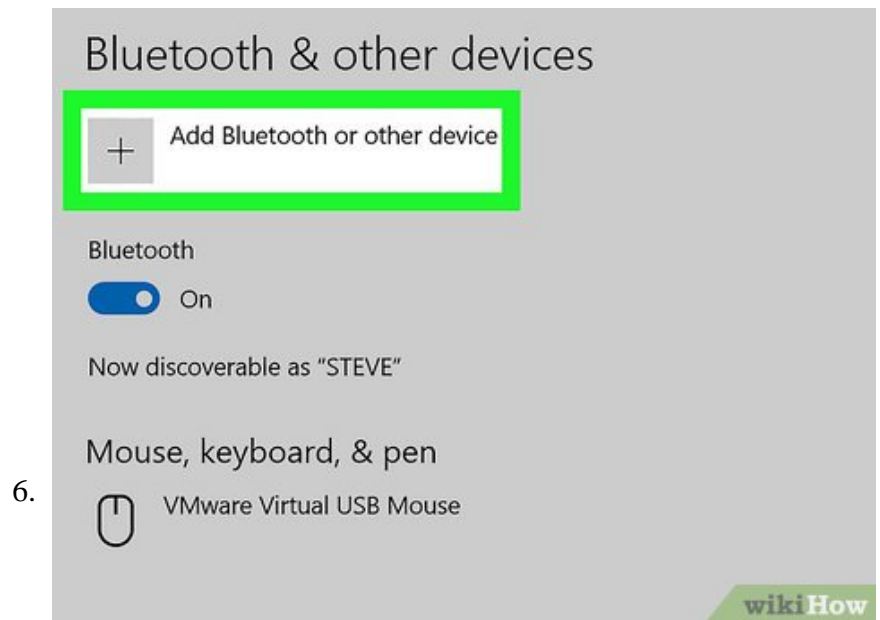 Bluetooth & other devices
Add Bluetooth or other device
Bluetooth
On
Now discoverable as “STEVE”
Mouse, keyboard, & pen
6.
VMware Virtual USB Mouse
wikiHow